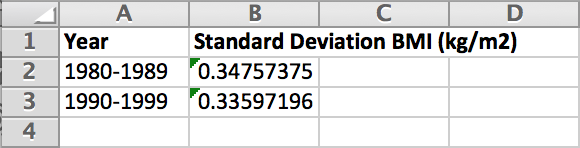 A B C D
1 Year Standard Deviation BMI (kg/m2)
2 1980-1989 0.34757375
3 1990-1999 0.33597196
4